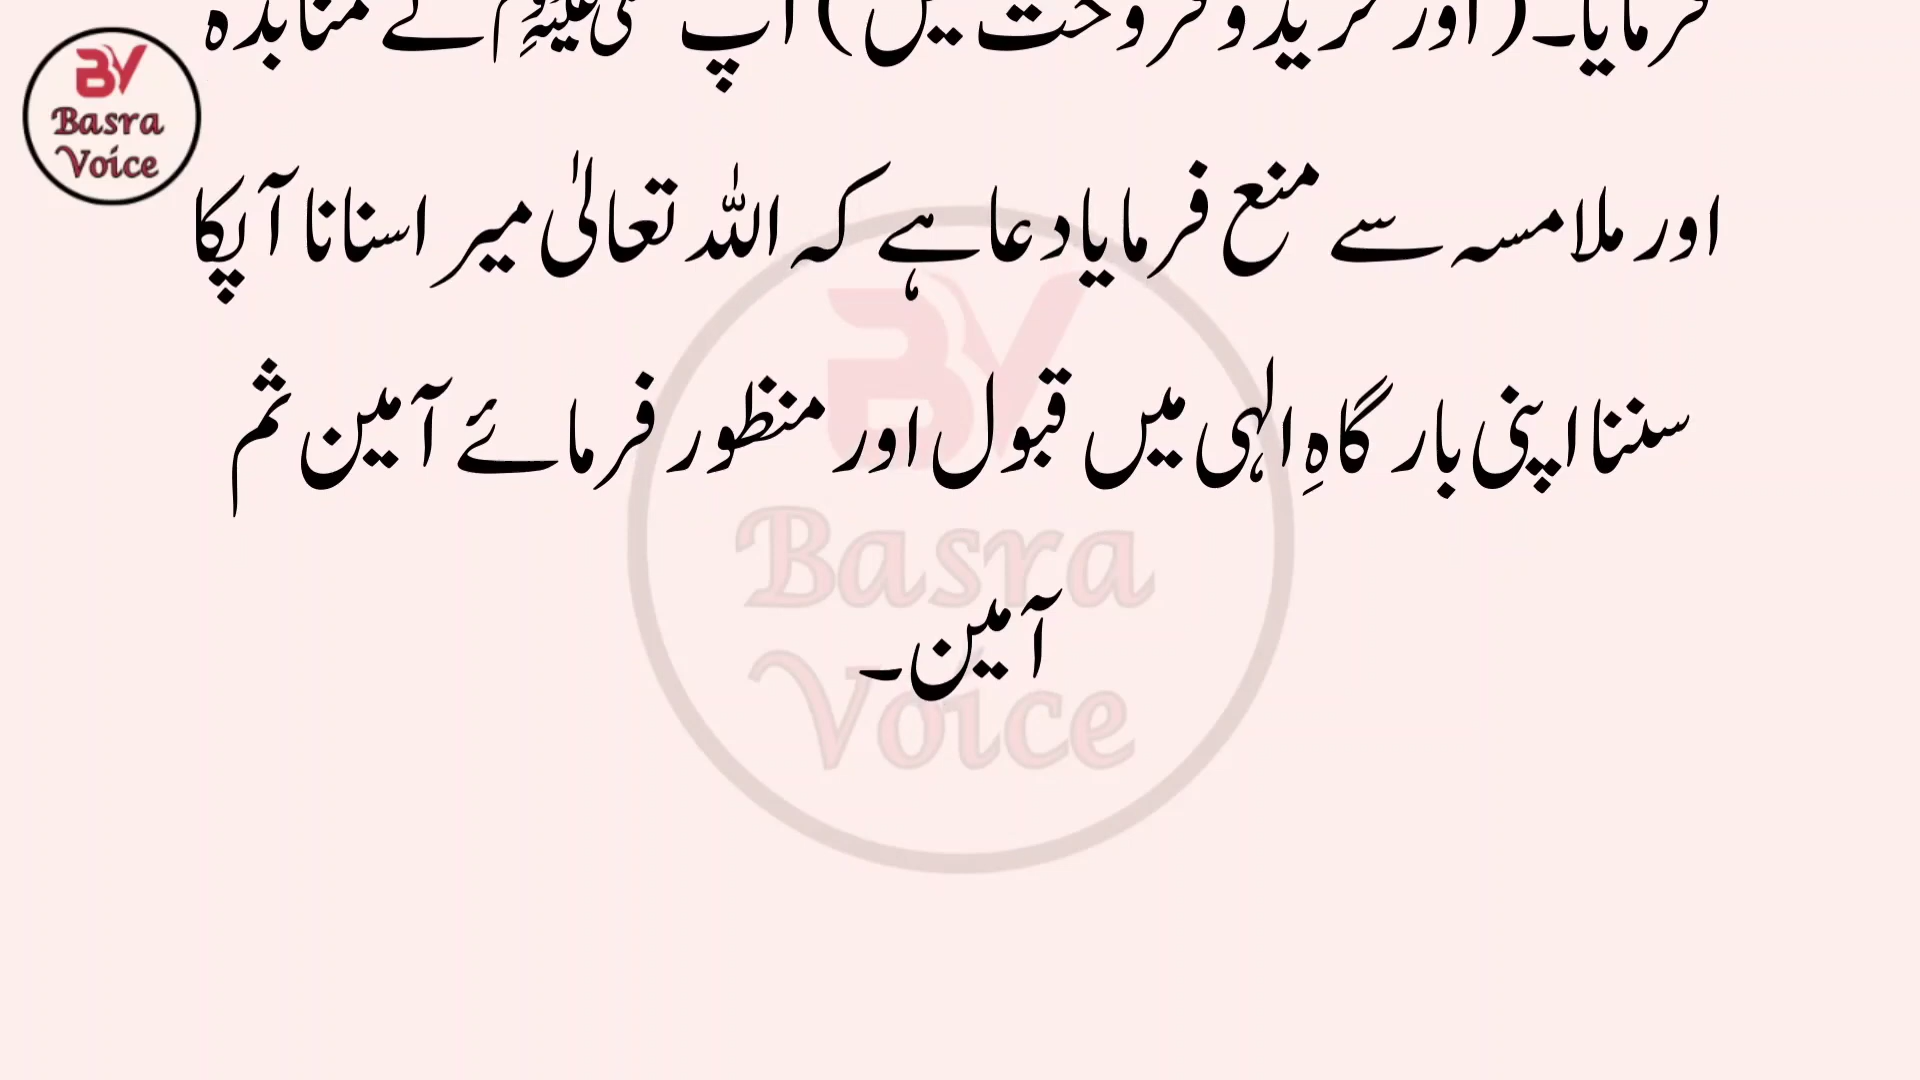 فرمایا۔(اور خرید و فروخت میں) آپ ﷺ نے منابذہ
BV
Basra
Voice
اور ملامسہ سے منع فرمایا دعا ہے کہ اللہ تعالیٰ میرا سنانا آپکا
سننا اپنی بارگاہِ الٰہی میں قبول اور منظور فرمائے آمین ثم
آمین۔
BV
Basra
Voice